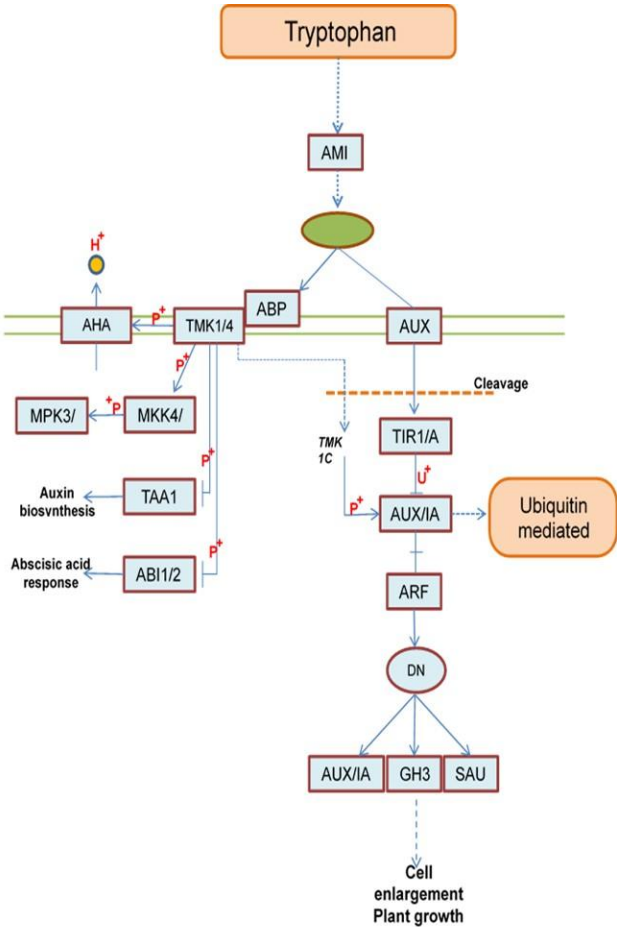 Tryptophan
AMI
H+
ABP
AHA
P+
TMK1/4
AUX
P+
Cleavage
MPK3/
+P
MKK4/
TMK
1C
TIR1/A
P+
U+
Auxin
biosvnthesis
TAA1
P+
AUX/IA
Ubiquitin
mediated
P+
Abscisic acid
response
ABI1/2
ARF
DN
AUX/IA
GH3
SAU
Cell
enlargement
Plant growth